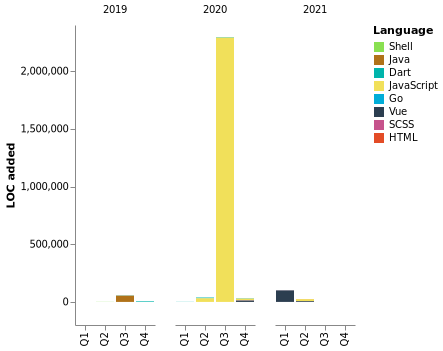 2019 2020 2021
Language
Shell
Java
Dart
JavaScript
Go
Vue
SCSS
HTML
LOC added
2,000,000
1,500,000
1,000,000
500,000
0
Q1 Q2 Q3 Q4 Q1 Q2 Q3 Q4 Q1 Q2 Q3 Q4